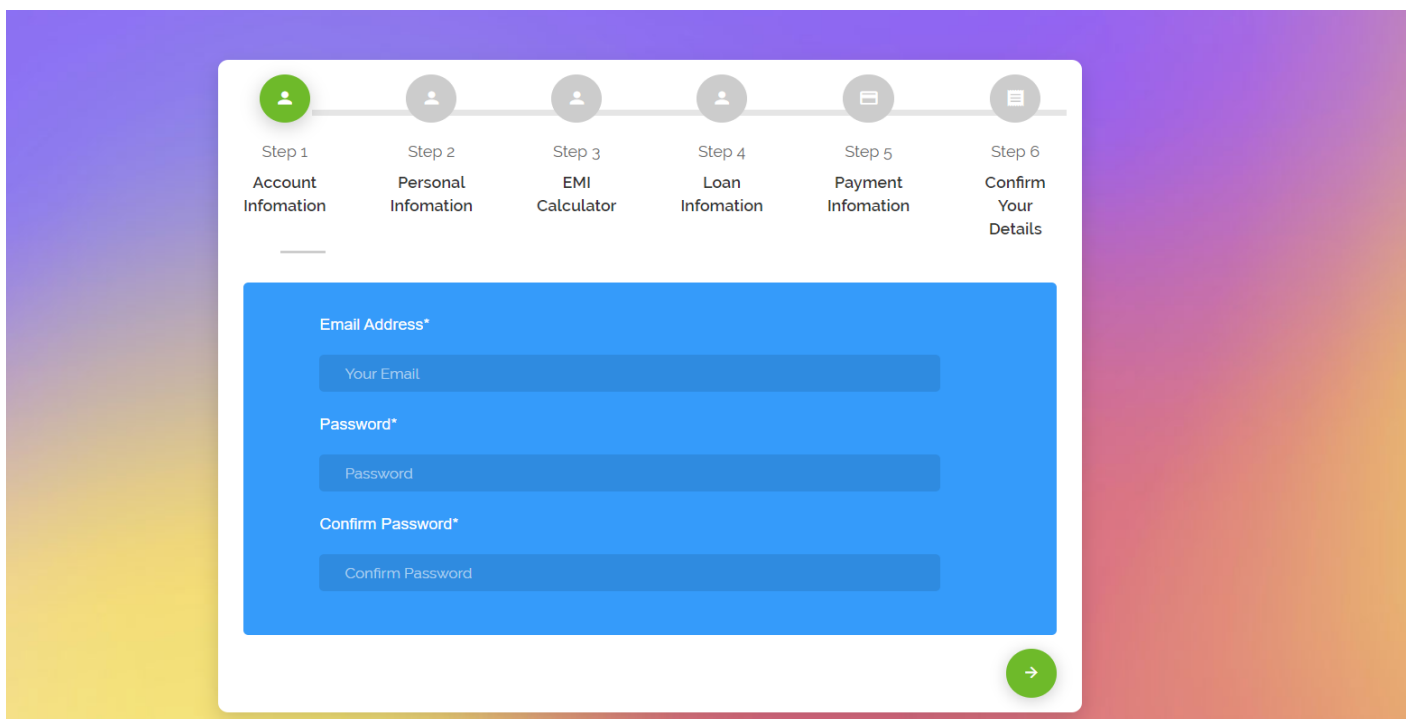 Step 1
Account
Infomation
Step 2
Personal
Infomation
Step 3
EMI
Calculator
Step 4
Loan
Infomation
Step 5
Payment
Infomation
Step 6
Confirm
Your
Details
Email Address*
Your Email
Password*
Password
Confirm Password*
Confirm Password